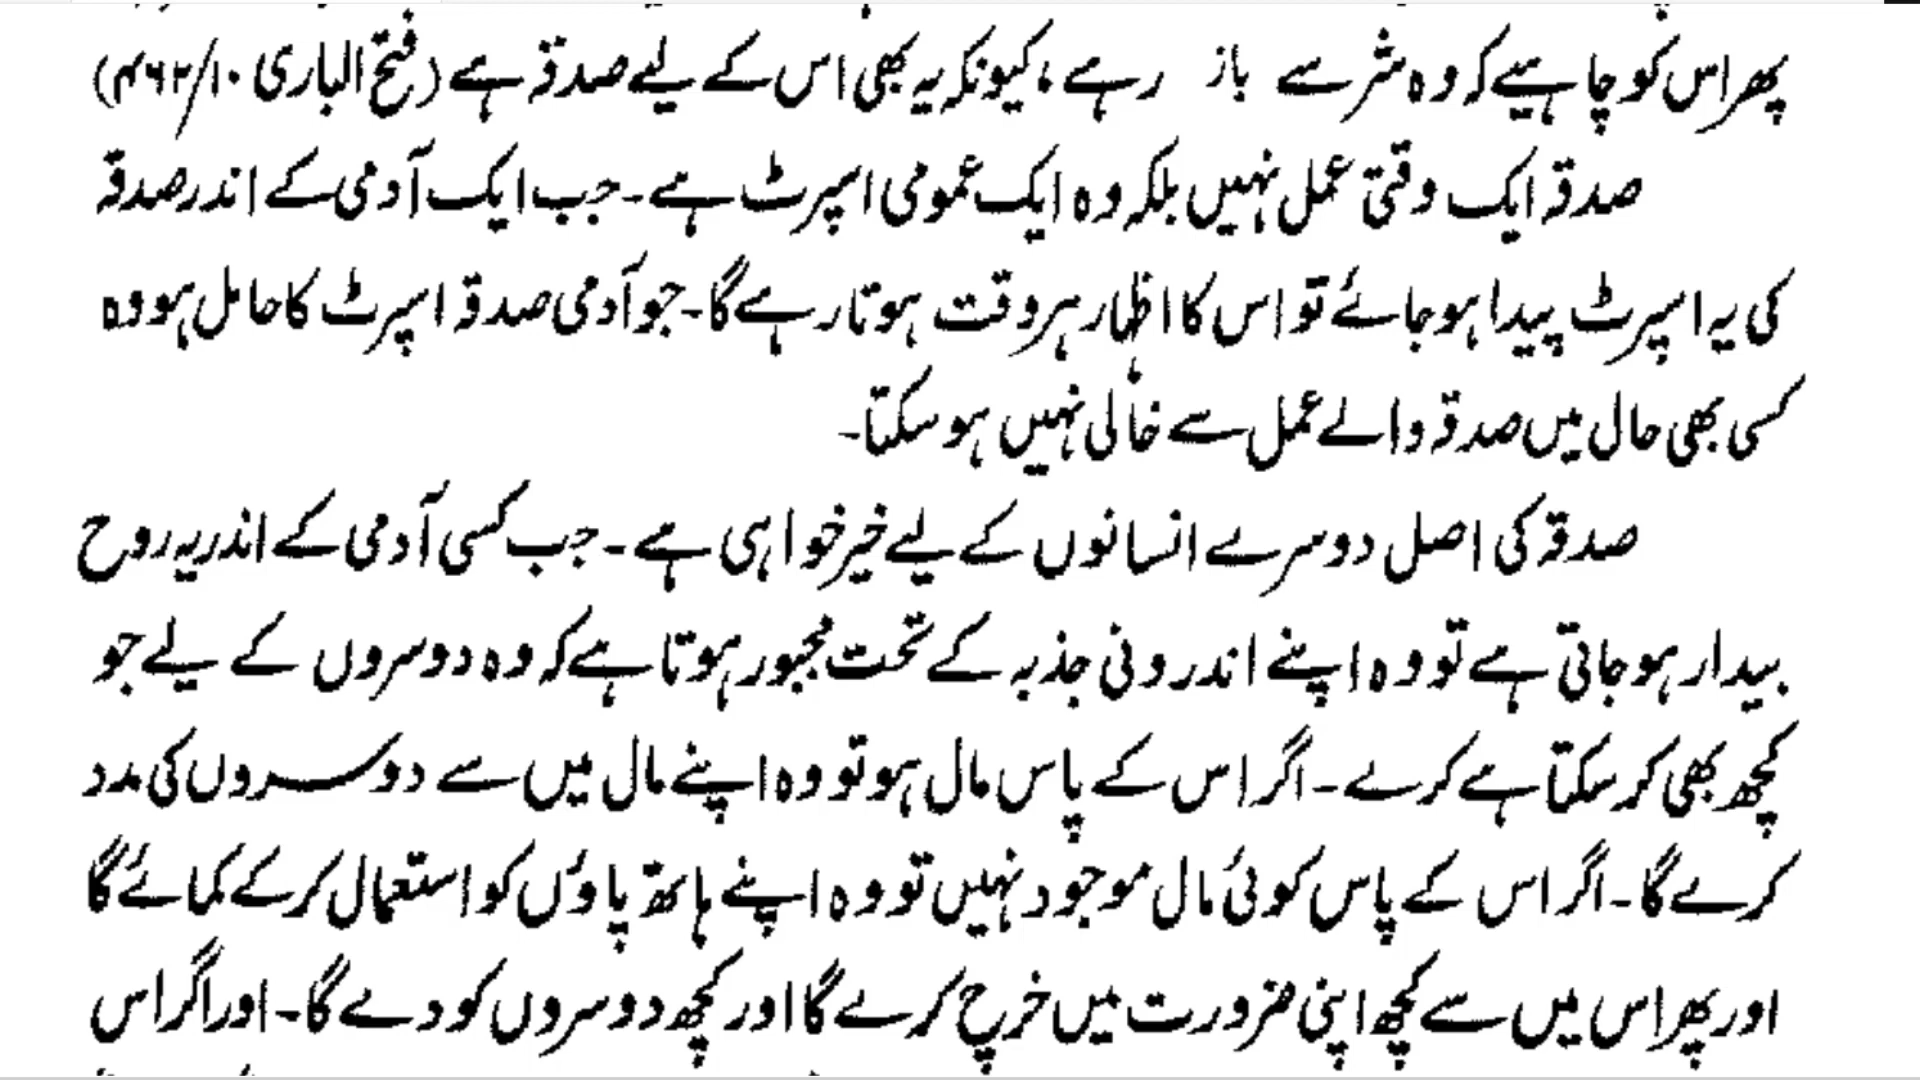 پھر اس کو چاہیے کہ وہ شر سے باز رہے، کیونکہ یہ بھی اس کے لیے صدقہ ہے (فتح الباری ۱۰/۴۶۲)
صدقہ ایک وقتی عمل نہیں بلکہ وہ ایک عمومی اسپرٹ ہے۔ جب ایک آدمی کے اندر صدقہ
کی یہ اسپرٹ پیدا ہو جائے تو اس کا اظہار ہر وقت ہوتا رہے گا۔ جو آدمی صدقہ اسپرٹ کا حامل ہو وہ
کسی بھی حال میں صدقہ والے عمل سے خالی نہیں ہو سکتا۔
صدقہ کی اصل دوسرے انسانوں کے لیے خیر خواہی ہے۔ جب کسی آدمی کے اندر یہ روح
بیدار ہو جاتی ہے تو وہ اپنے اندرونی جذبہ کے تحت مجبور ہوتا ہے کہ وہ دوسروں کے لیے جو
کچھ بھی کر سکتا ہے کرے۔ اگر اس کے پاس مال ہو تو وہ اپنے مال میں سے دوسروں کی مدد
کرے گا۔ اگر اس کے پاس کوئی مال موجود نہیں تو وہ اپنے ہاتھ پاؤں کو استعمال کر کے کمائے گا
اور پھر اس میں سے کچھ اپنی ضرورت میں خرچ کرے گا اور کچھ دوسروں کو دے گا۔ اور اگر اس